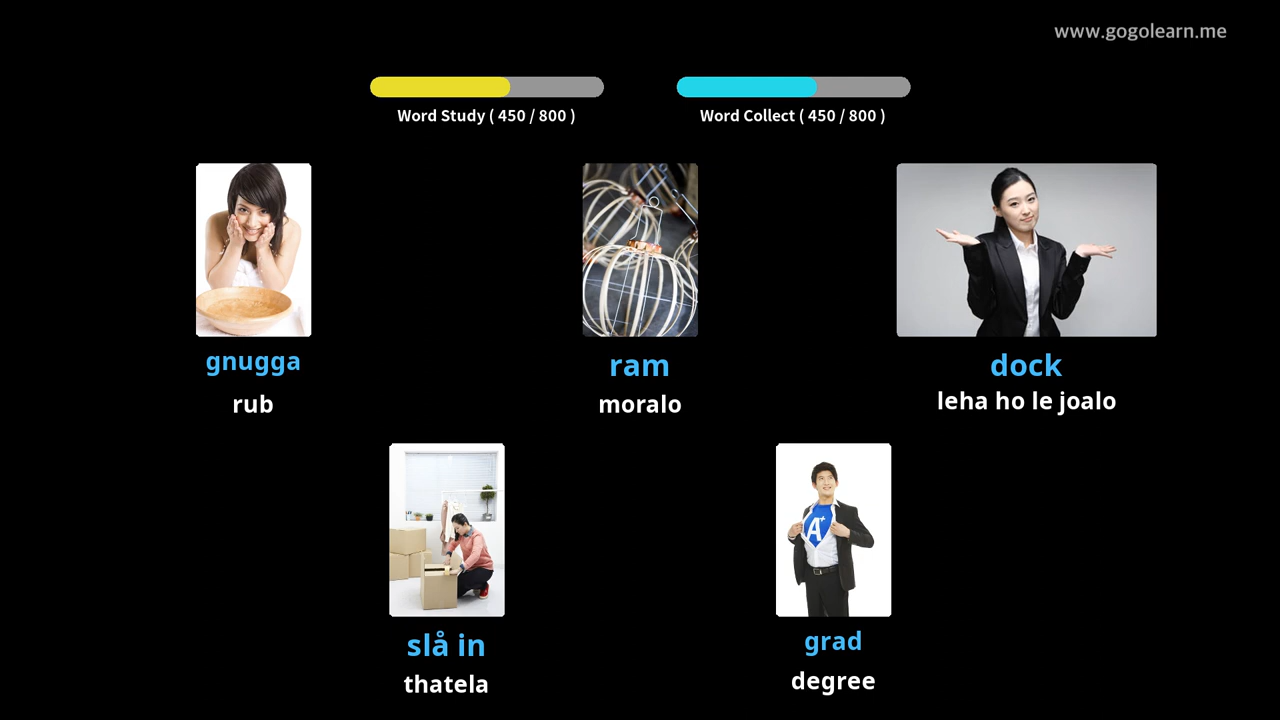 www.gogolearn.me
Word Study ( 450 / 800 )
Word Collect ( 450 / 800 )
gnugga
rub
ram
moralo
dock
leha ho le joalo
A+
slå in
thatela
grad
degree